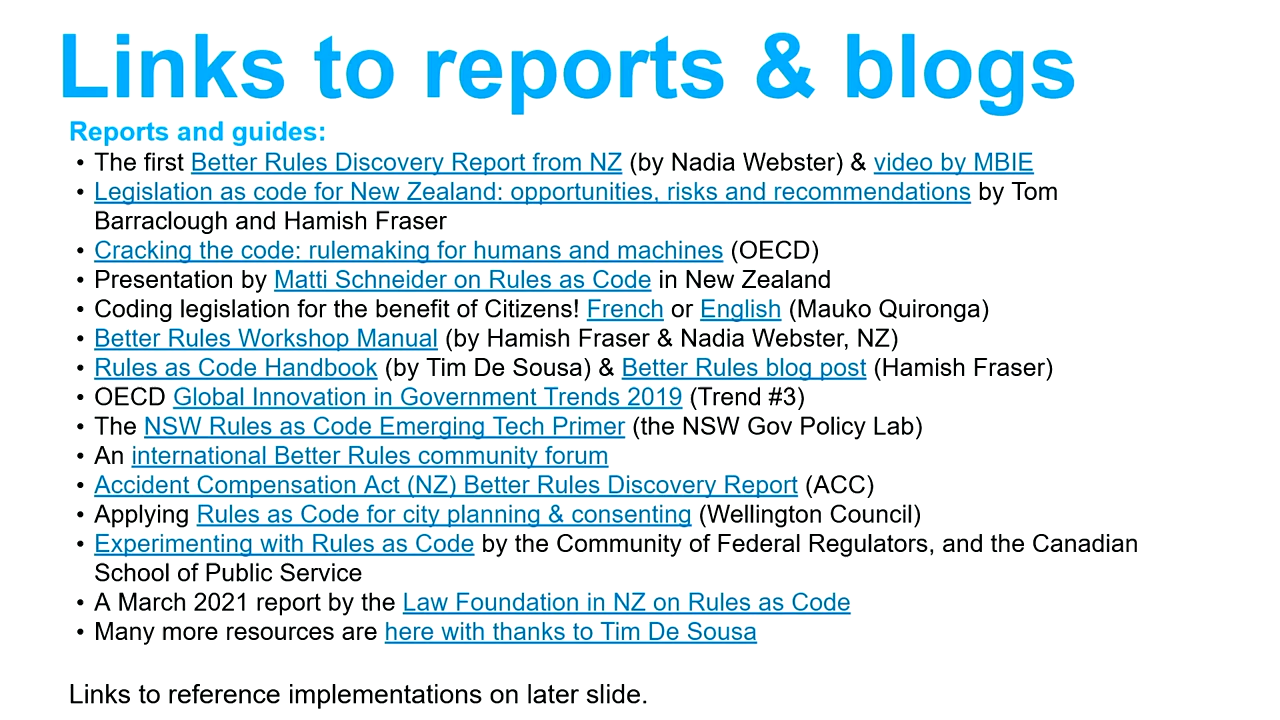 Links to reports & blogs
Reports and guides:
• The first Better Rules Discovery Report from NZ (by Nadia Webster) & video by MBIE
• Legislation as code for New Zealand: opportunities, risks and recommendations by Tom
Barraclough and Hamish Fraser
• Cracking the code: rulemaking for humans and machines (OECD)
• Presentation by Matti Schneider on Rules as Code in New Zealand
• Coding legislation for the benefit of Citizens! French or English (Mauko Quironga)
• Better Rules Workshop Manual (by Hamish Fraser & Nadia Webster, NZ)
• Rules as Code Handbook (by Tim De Sousa) & Better Rules blog post (Hamish Fraser)
• OECD Global Innovation in Government Trends 2019 (Trend #3)
• The NSW Rules as Code Emerging Tech Primer (the NSW Gov Policy Lab)
• An international Better Rules community forum
• Accident Compensation Act (NZ) Better Rules Discovery Report (ACC)
• Applying Rules as Code for city planning & consenting (Wellington Council)
• Experimenting with Rules as Code by the Community of Federal Regulators, and the Canadian
School of Public Service
• A March 2021 report by the Law Foundation in NZ on Rules as Code
• Many more resources are here with thanks to Tim De Sousa
Links to reference implementations on later slide.